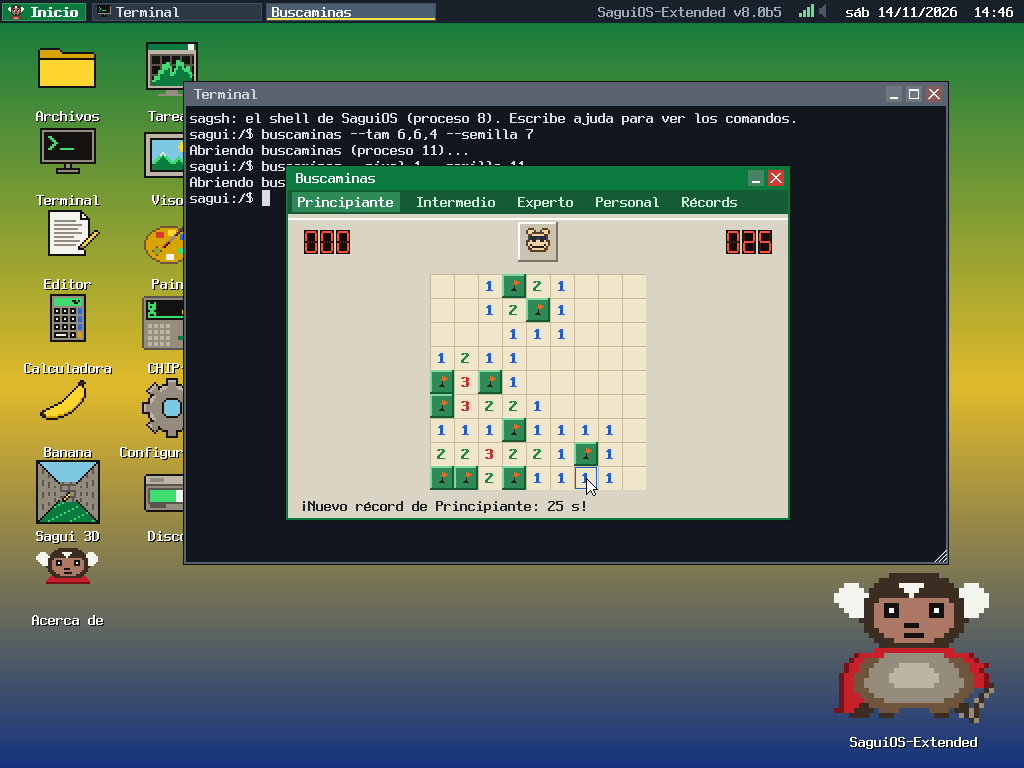 Inicio Terminal Buscaminas SaguiOS-Extended v8.0b5 sáb 14/11/2026 14:46
Archivos
Terminal
Editor
Calculadora
Banana
Sagui 3D
Acerca de
Terminal
sagsh: el shell de SaguiOS (proceso 8). Escribe ayuda para ver los comandos.
sagui:/$ buscaminas --tam 6,6,4 --semilla 7
Abriendo buscaminas (proceso 11)...
sagui:/$
Abriendo
sagui:/$
Buscaminas
Principiante Intermedio Experto Personal Récords
000 025
1 2 1
1 2 1
1 1 1
1 2 1 1
3 1
3 2 2 1
1 1 1 1 1 1 1
2 2 3 2 2 1 1
2 1 1 1 1
¡Nuevo récord de Principiante: 25 s!
SaguiOS-Extended